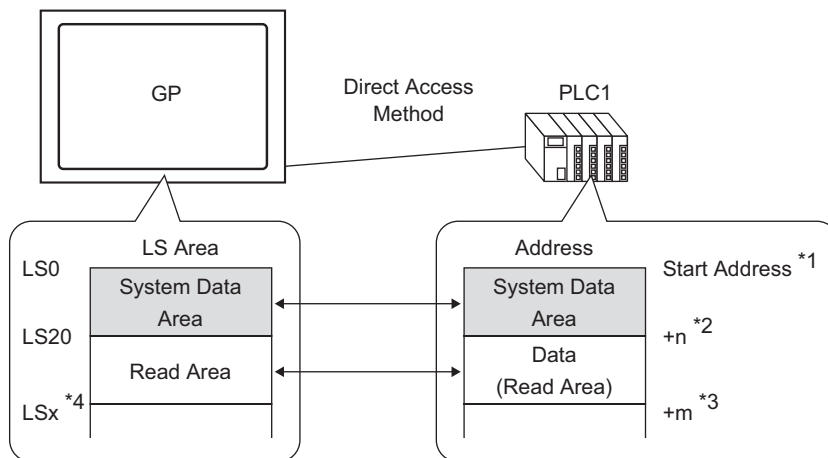 GP
Direct Access
Method
PLC1
LS Area
LS0
System Data
Area
LS20
Read Area
LSx *4
Address
Start Address *1
System Data
Area
+n *2
Data
(Read Area)
+m *3